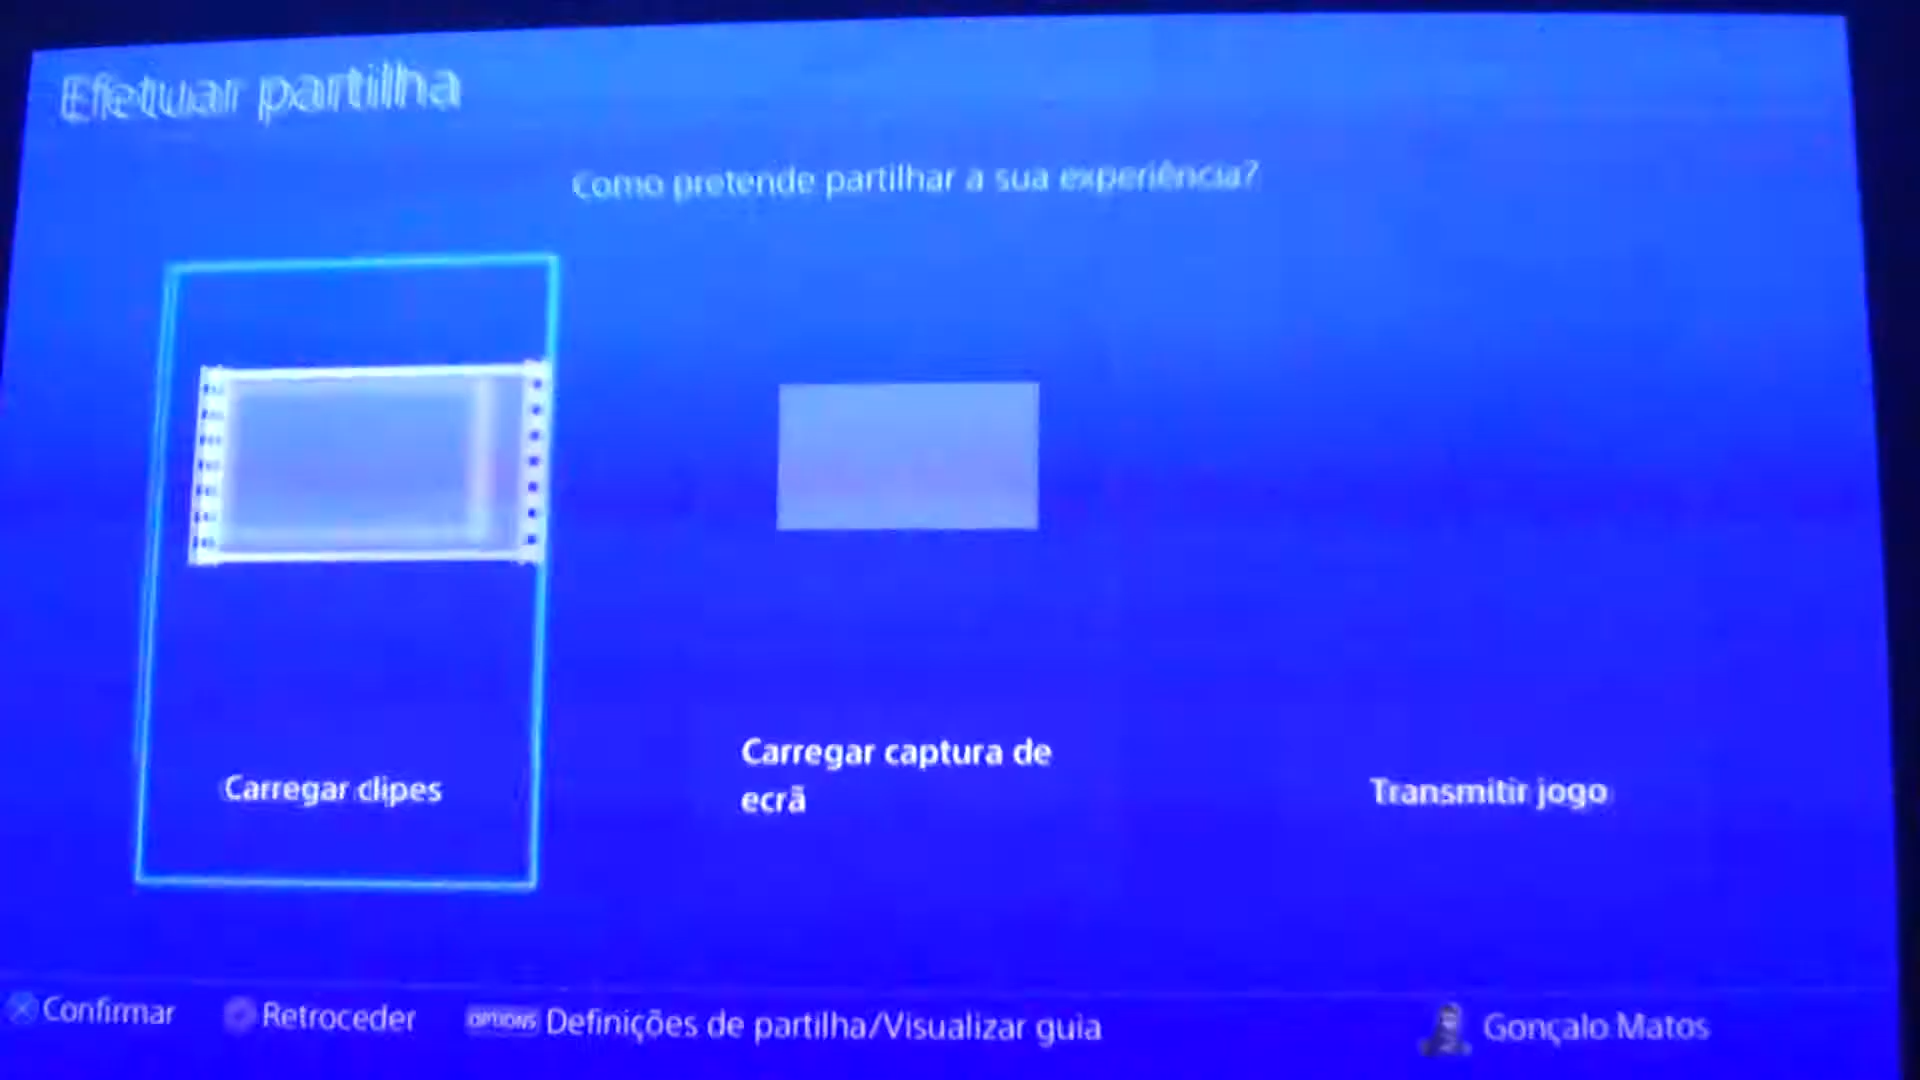 Efetuar partilha
Como pretende partilhar a sua experiência?
Carregar clipes
Carregar captura de
ecrã
Transmitir jogo
Confirmar
Retroceder
OPTIONS Definições de partilha/Visualizar guia
Gonçalo Matos